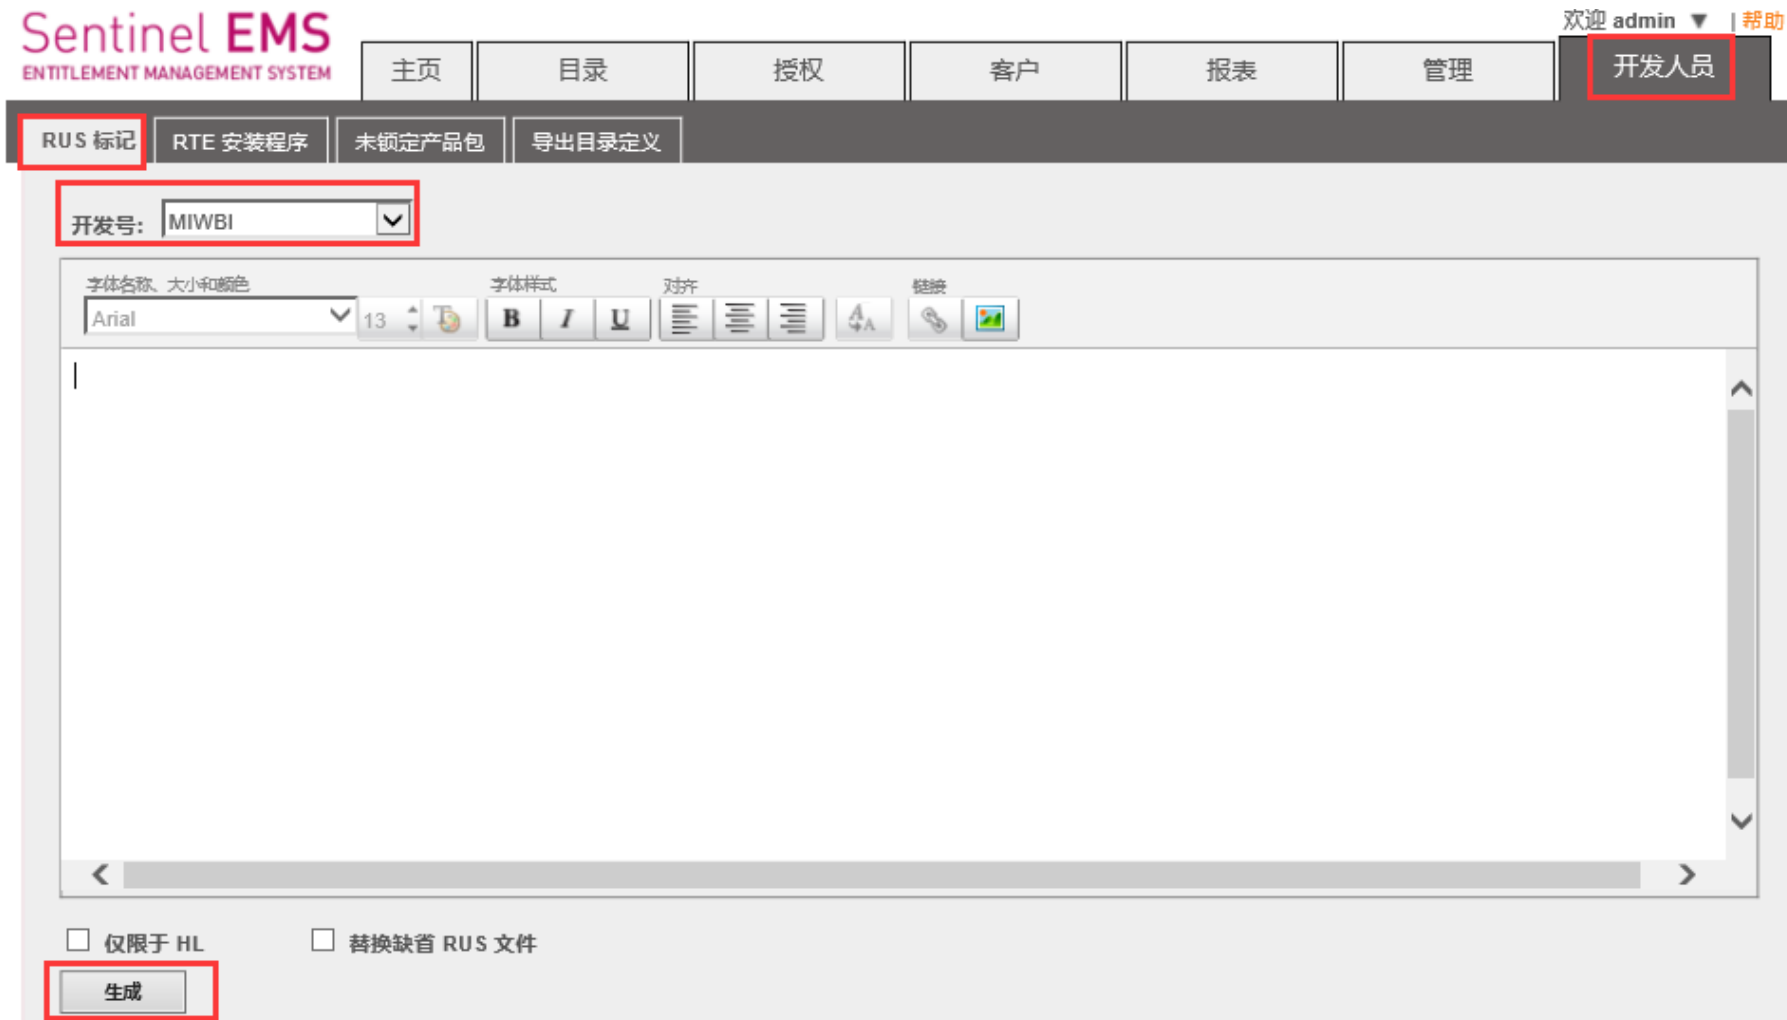 Sentinel EMS
ENTITLEMENT MANAGEMENT SYSTEM
欢迎 admin ▼ | 帮助
主页 目录 授权 客户 报表 管理 开发人员
RUS 标记 RTE 安装程序 未锁定产品包 导出目录定义
开发号: MIWBI
字体名称、大小和颜色 字体样式 对齐 链接
Arial 13 B I U
仅限于 HL 替换缺省 RUS 文件
生成